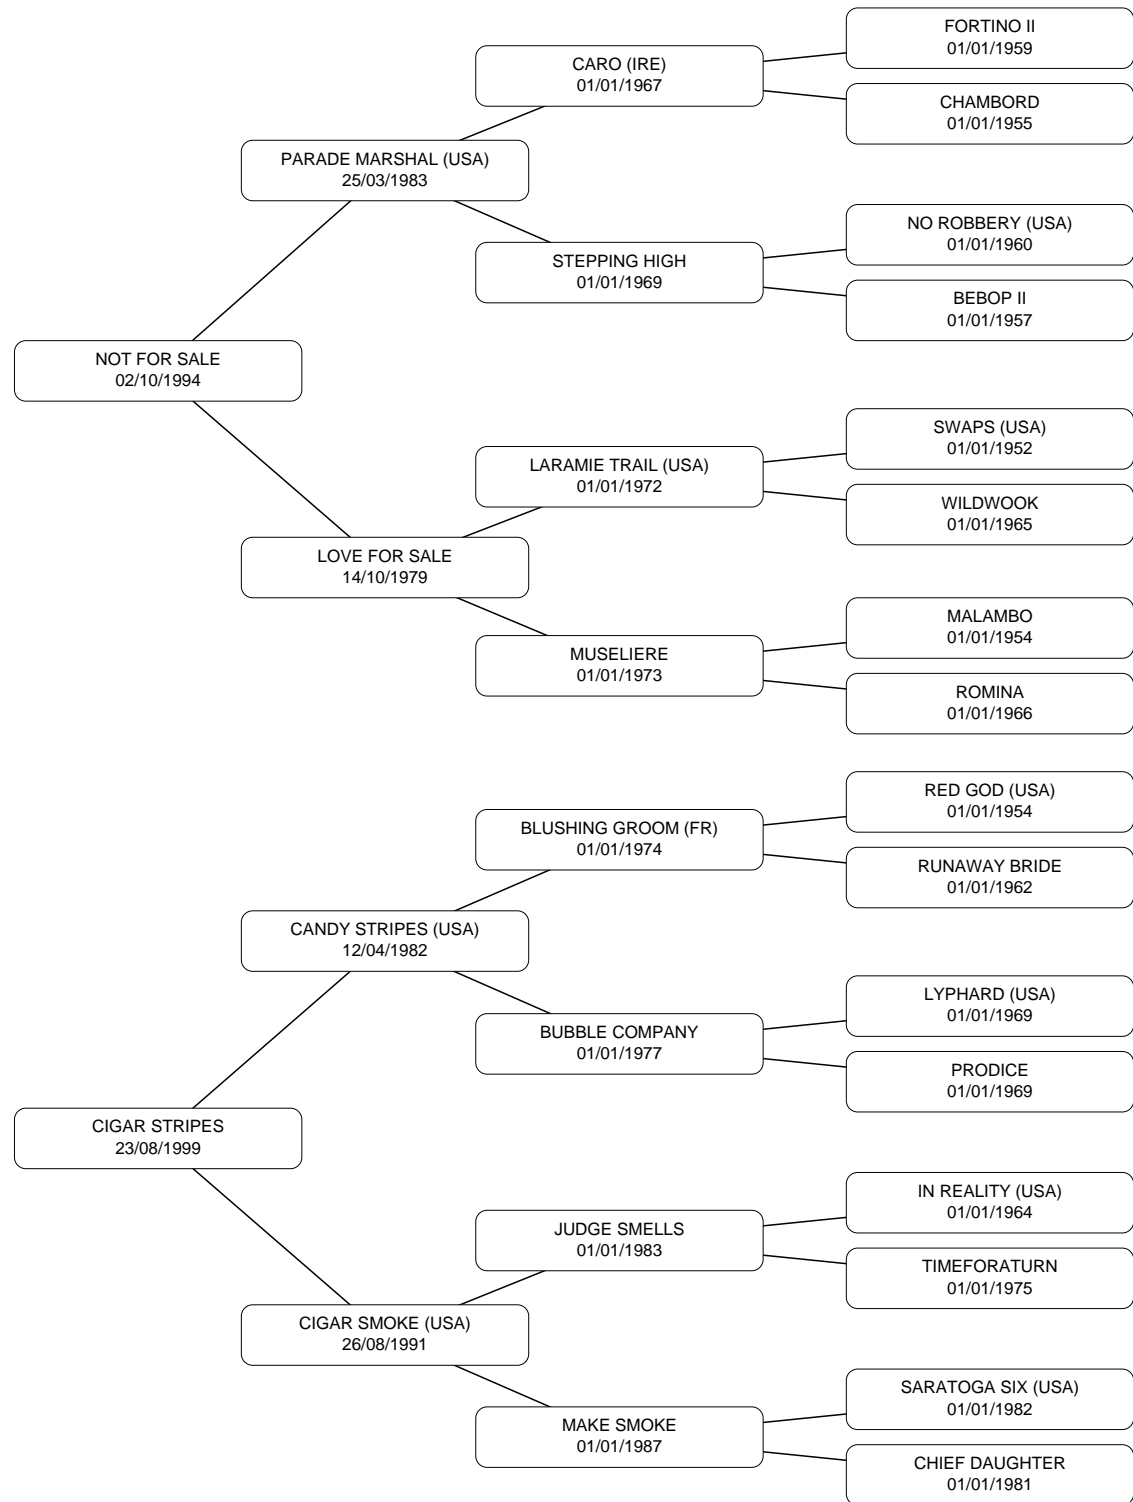 FORTINO II
01/01/1959
CARO (IRE)
01/01/1967
CHAMBORD
01/01/1955
PARADE MARSHAL (USA)
25/03/1983
NO ROBBERY (USA)
01/01/1960
STEPPING HIGH
01/01/1969
BEBOP II
01/01/1957
NOT FOR SALE
02/10/1994
SWAPS (USA)
01/01/1952
LARAMIE TRAIL (USA)
01/01/1972
WILDWOOK
01/01/1965
LOVE FOR SALE
14/10/1979
MALAMBO
01/01/1954
MUSELIERE
01/01/1973
ROMINA
01/01/1966
RED GOD (USA)
01/01/1954
BLUSHING GROOM (FR)
01/01/1974
RUNAWAY BRIDE
01/01/1962
CANDY STRIPES (USA)
12/04/1982
LYPHARD (USA)
01/01/1969
BUBBLE COMPANY
01/01/1977
PRODICE
01/01/1969
CIGAR STRIPES
23/08/1999
IN REALITY (USA)
01/01/1964
JUDGE SMELLS
01/01/1983
TIMEFORATURN
01/01/1975
CIGAR SMOKE (USA)
26/08/1991
SARATOGA SIX (USA)
01/01/1982
MAKE SMOKE
01/01/1987
CHIEF DAUGHTER
01/01/1981